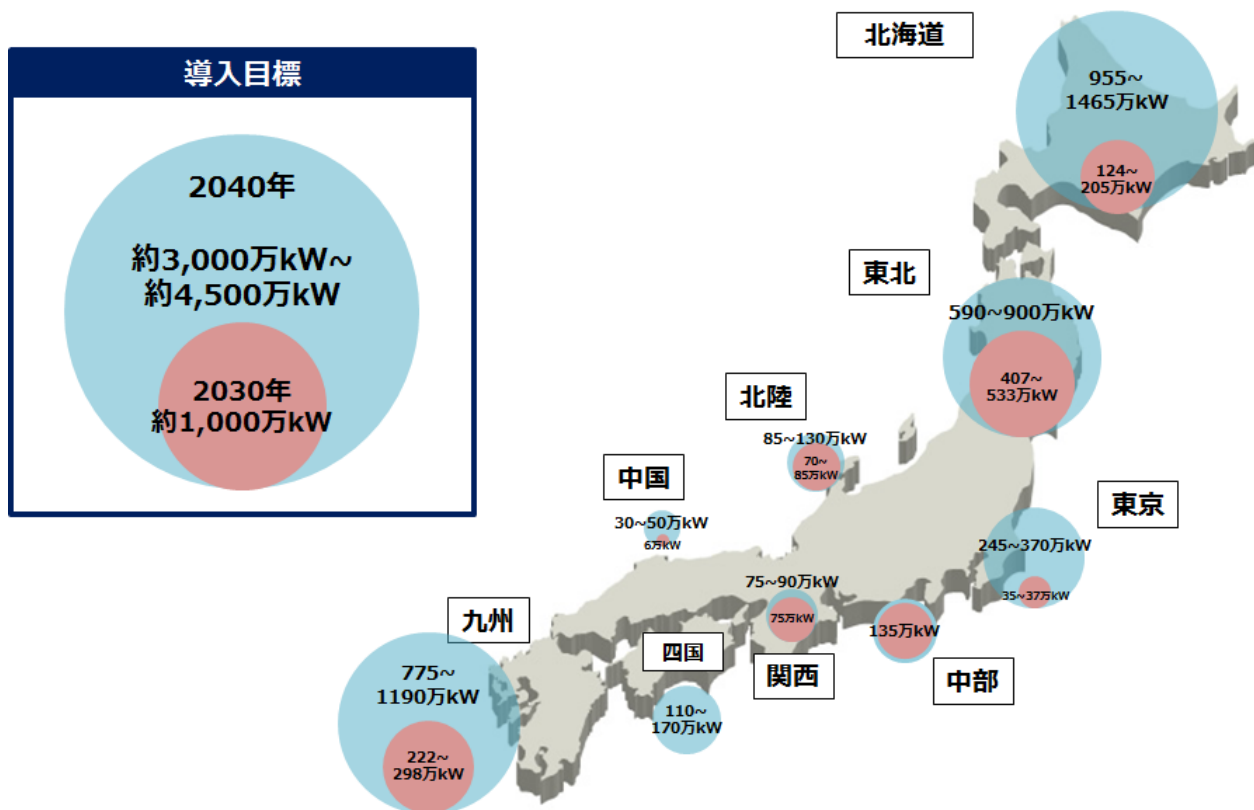 導入目標
2040年
約3,000万kW~
約4,500万kW
2030年
約1,000万kW
北海道
955~
1465万kW
124~
205万kW
東北
590~900万kW
407~
533万kW
北陸
85~130万kW
70~
85万kW
中国
30~50万kW
6万kW
東京
245~370万kW
35~37万kW
75~90万kW
75万kW
関西
135万kW
中部
四国
110~
170万kW
九州
775~
1190万kW
222~
298万kW